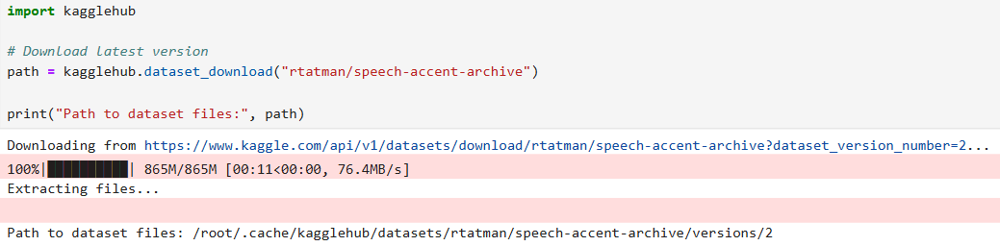 import kagglehub
# Download latest version
path = kagglehub.dataset_download("rtatman/speech-accent-archive")
print("Path to dataset files:", path)
Downloading from https://www.kaggle.com/api/v1/datasets/download/rtatman/speech-accent-archive?dataset_version_number=2...
100%|██████████| 865M/865M [00:11<00:00, 76.4MB/s]
Extracting files...
Path to dataset files: /root/.cache/kagglehub/datasets/rtatman/speech-accent-archive/versions/2